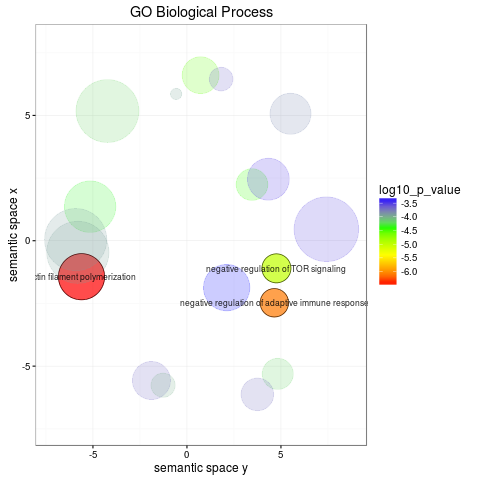 GO Biological Process
semantic space x
5
0
-5
tin filament polymerization
negative regulation of TOR signaling
negative regulation of adaptive immune response
-5
0
5
semantic space y
log10_p_value
-3.5
-4.0
-4.5
-5.0
-5.5
-6.0